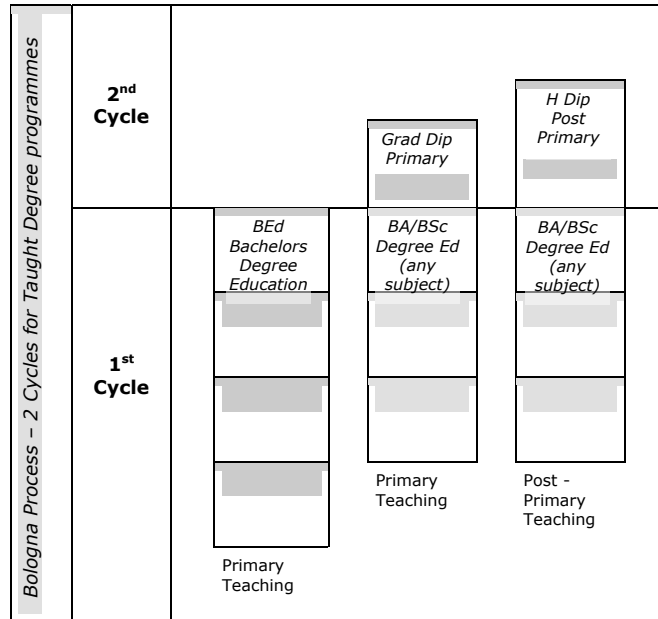 Bologna Process – 2 Cycles for Taught Degree programmes
2nd
Cycle
H Dip
Post
Primary
Grad Dip
Primary
1st
Cycle
BEd
Bachelors
Degree
Education
BA/BSc
Degree Ed
(any
subject)
BA/BSc
Degree Ed
(any
subject)
Primary
Teaching
Primary
Teaching
Post -
Primary
Teaching